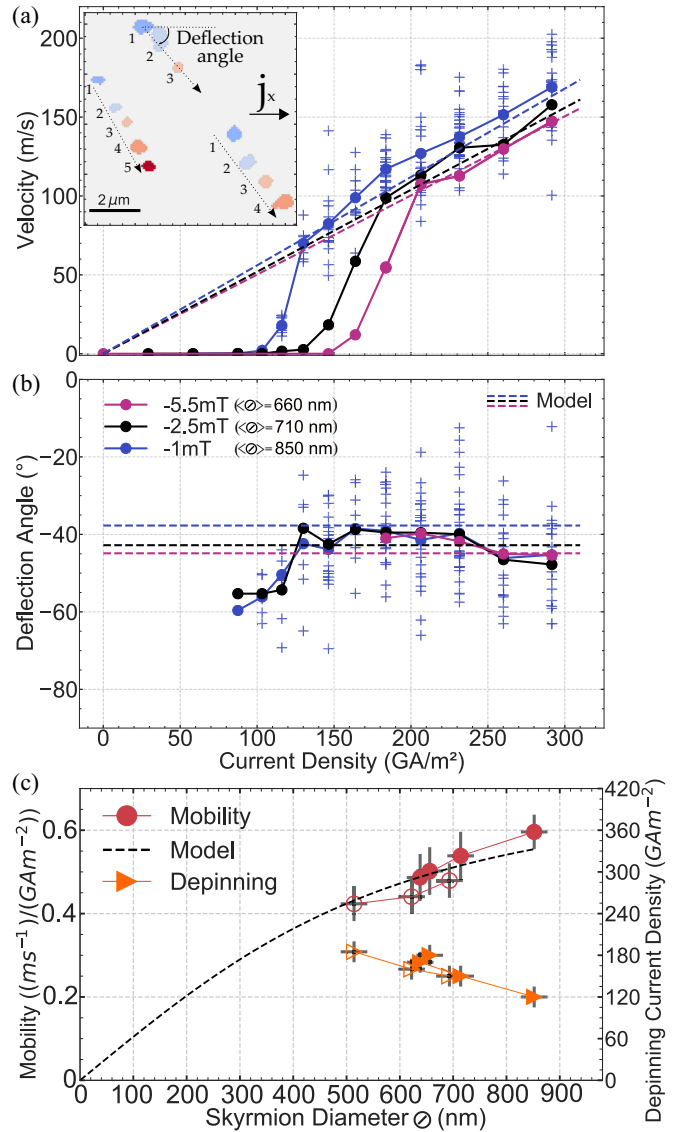 (a)
200
150
100
50
0
Velocity (m/s)
1
2
3
Deflection
angle
jₓ
1
2
3
4
5
1
2
3
4
2 μm
(b)
0
−20
−40
−60
−80
Deflection Angle (°)
-5.5mT (<⊘>= 660 nm)
-2.5mT (<⊘>= 710 nm)
-1mT (<⊘>= 850 nm)
Model
0 50 100 150 200 250 300
Current Density (GA/m²)
(c)
0.6
0.4
0.2
0
Mobility ((ms⁻¹)/(GAm⁻²))
Mobility
Model
Depinning
420
360
300
240
180
120
60
0
Depinning Current Density (GAm⁻²)
0 100 200 300 400 500 600 700 800 900
Skyrmion Diameter ⊘ (nm)